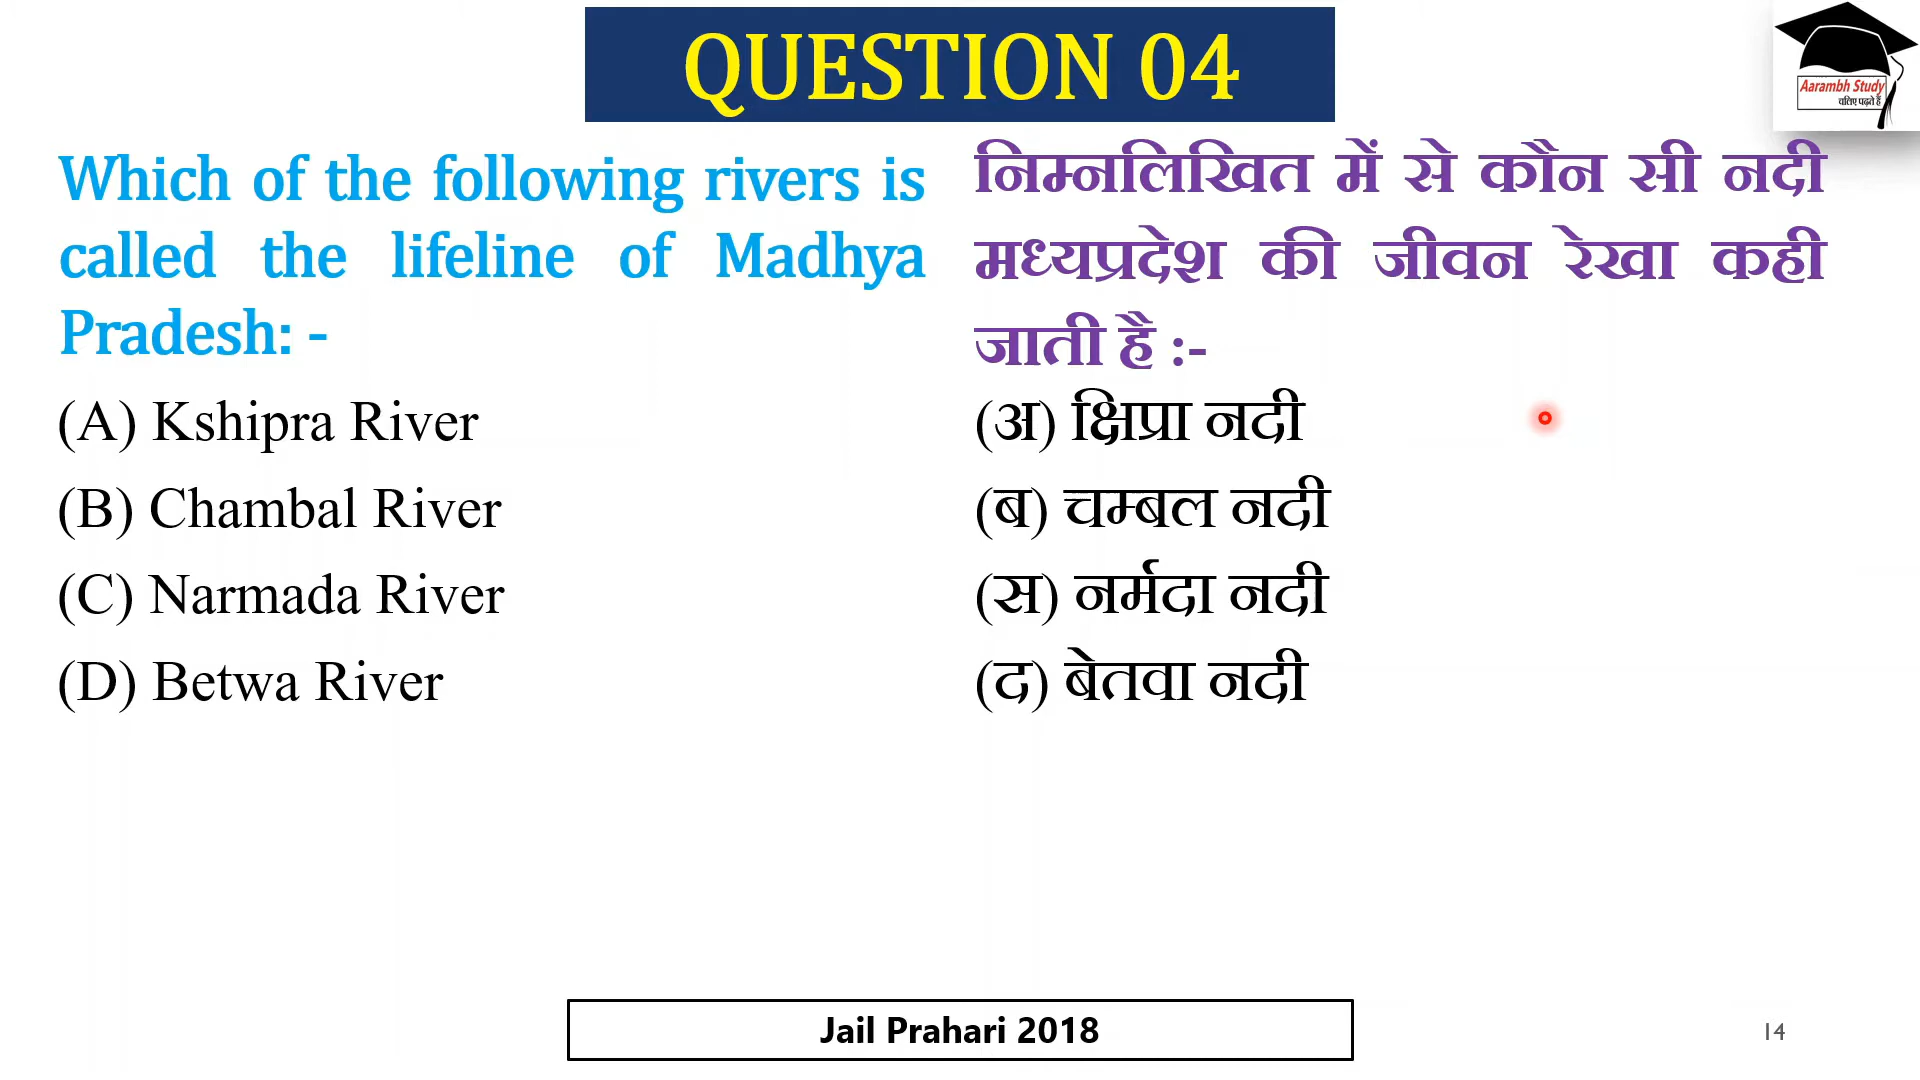 QUESTION 04
Aarambh Study
चलिए पढ़ते हैं
Which of the following rivers is
called the lifeline of Madhya
Pradesh: -
(A) Kshipra River
(B) Chambal River
(C) Narmada River
(D) Betwa River
निम्नलिखित में से कौन सी नदी
मध्यप्रदेश की जीवन रेखा कही
जाती है :-
(अ) क्षिप्रा नदी
(ब) चम्बल नदी
(स) नर्मदा नदी
(द) बेतवा नदी
Jail Prahari 2018
14